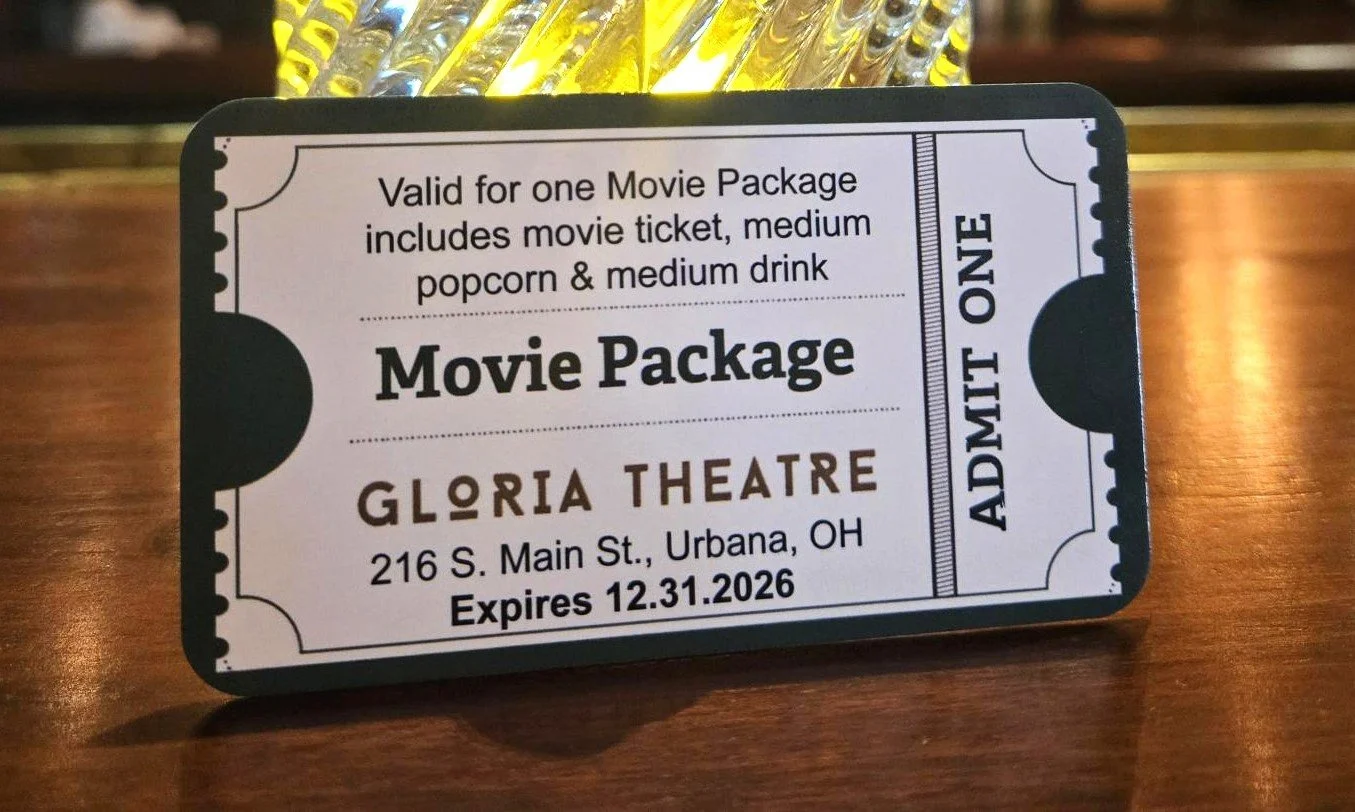 Valid for one Movie Package
includes movie ticket, medium
popcorn & medium drink
Movie Package
GLORIA THEATRE
216 S. Main St., Urbana, OH
Expires 12.31.2026
ADMIT ONE